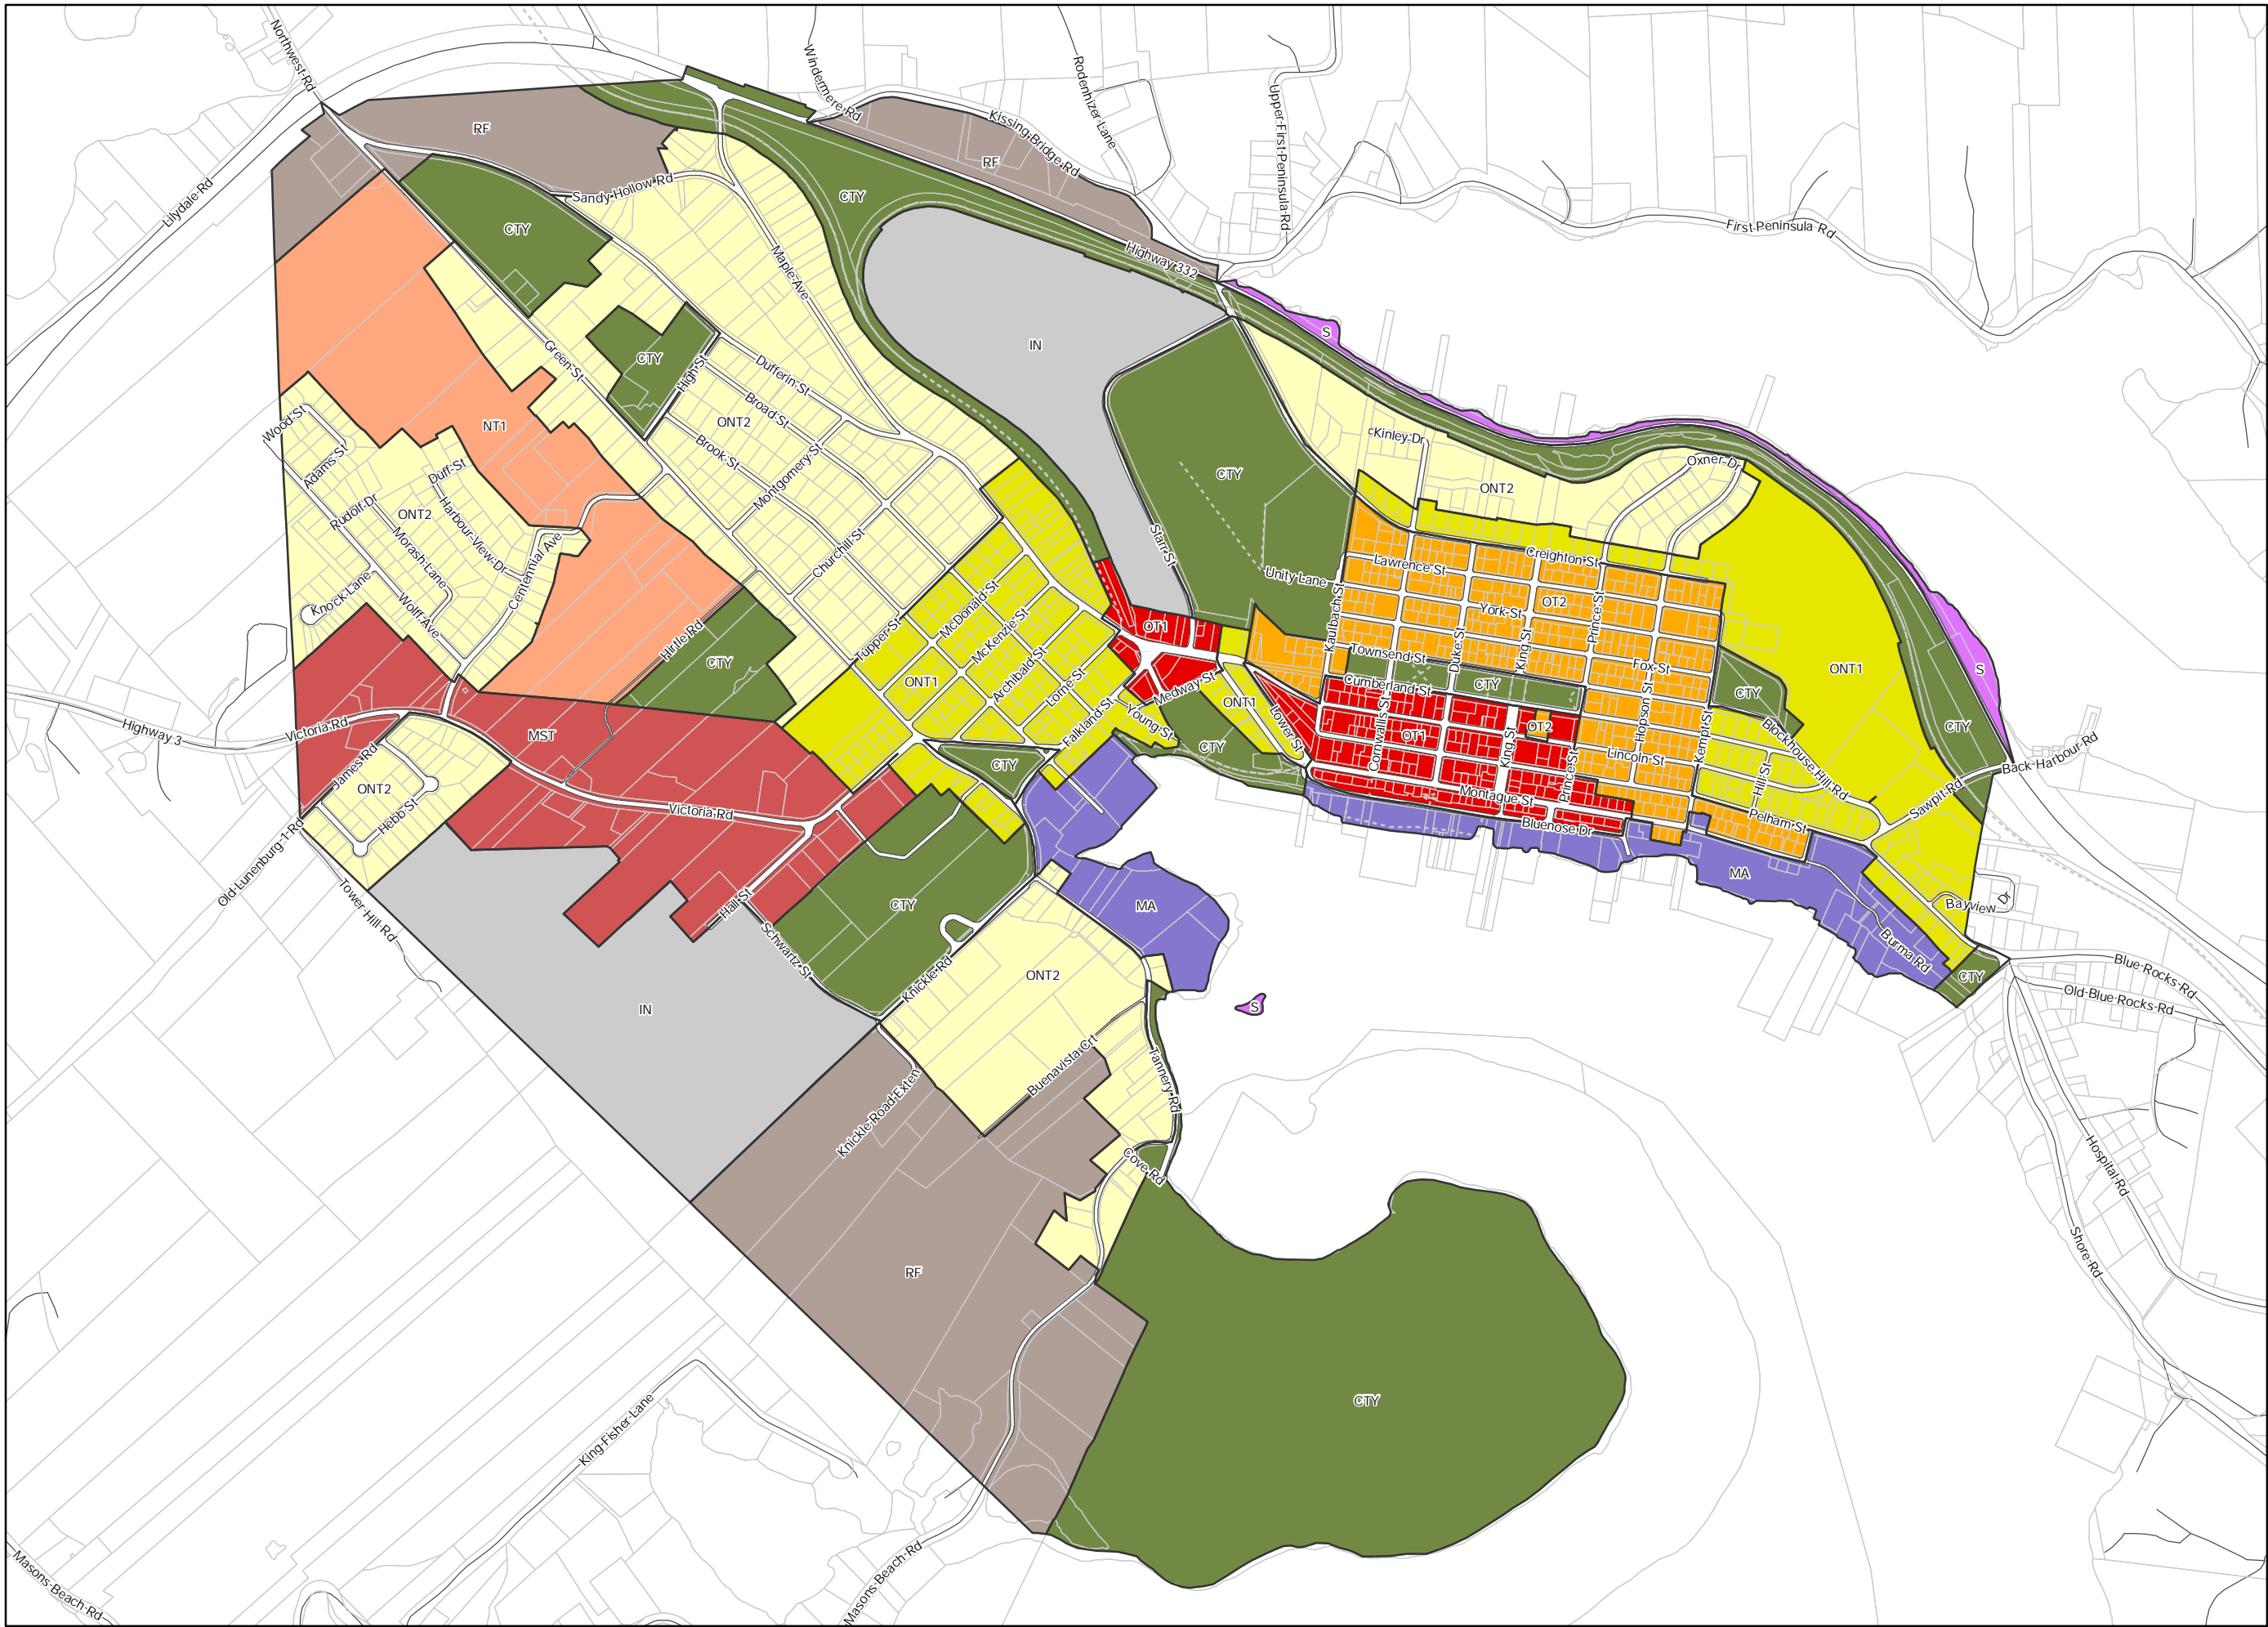 Northwest Rd
Windermere Rd
Rodenhizer Lane
Upper First Peninsula Rd
Kissing Bridge Rd
RF
RF
Lilydale Rd
Sandy Hollow Rd
CTY
CTY
First Peninsula Rd
Highway 332
Maple Ave
S
IN
Green St
CTY
High St
Dufferin St
Broad St
ONT2
Brook St
Montgomery St
NT1
Wood St
Adams St
Duff St
Rudolf Dr
ONT2
Harbour View Dr
Morash Lane
Centennial Ave
Knock Lane
Wolff Ave
Churchill St
Kinley Dr
Oxner Dr
CTY
ONT2
Starr St
Creighton St
Lawrence St
Unity Lane
Kaulbach St
York St
OT2
Prince St
Duke St
King St
Townsend St
Fox St
OT1
Tupper St
McDonald St
McKenzie St
Archibald St
Lorne St
ONT1
Hirtle Rd
CTY
Medway St
Falkland St
Young St
ONT1
Lower St
CTY
Cumberland St
CTY
Cornwallis St
OT1
King St
OT2
Prince St
Hopson St
Kempt St
Lincoln St
CTY
ONT1
S
CTY
Blockhouse Hill Rd
Hill St
Pelham St
Sawpit Rd
Back Harbour Rd
Montague St
Bluenose Dr
Highway 3
Victoria Rd
James Rd
MST
ONT2
Hebb St
Victoria Rd
CTY
Old Lunenburg 1 Rd
Tower Hill Rd
Hall St
Schwartz St
CTY
MA
MA
Bayview Dr
Burma Rd
CTY
Blue Rocks Rd
Old Blue Rocks Rd
Knickle Rd
ONT2
IN
S
Buenavista Crt
Tannery Rd
Knickle Road Exten
Cove Rd
Hospital Rd
Shore Rd
RF
CTY
King Fisher Lane
Masons Beach Rd
Masons Beach Rd